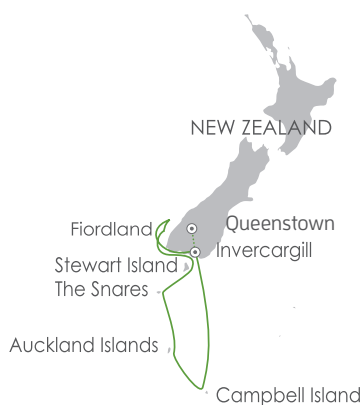 NEW ZEALAND
Queenstown
Fiordland
Invercargill
Stewart Island
The Snares
Auckland Islands
Campbell Island